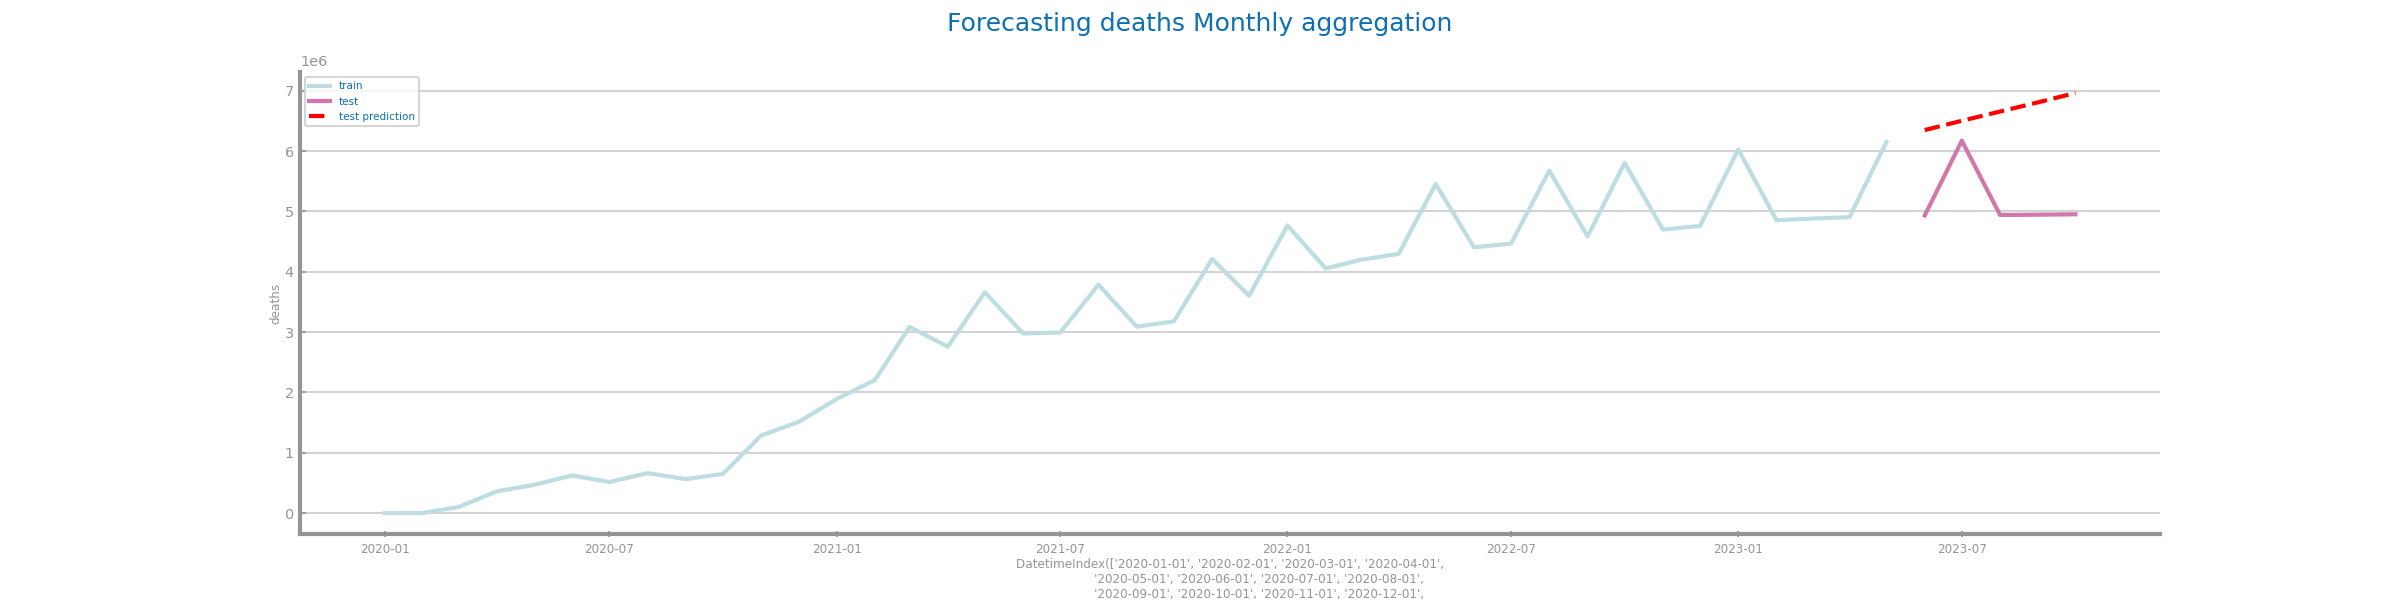 Forecasting deaths Monthly aggregation
1e6
train
test
test prediction
7
6
5
4
3
2
1
0
deaths
2020-01 2020-07 2021-01 2021-07 2022-01 2022-07 2023-01 2023-07
DatetimeIndex(['2020-01-01', '2020-02-01', '2020-03-01', '2020-04-01',
'2020-05-01', '2020-06-01', '2020-07-01', '2020-08-01',
'2020-09-01', '2020-10-01', '2020-11-01', '2020-12-01',